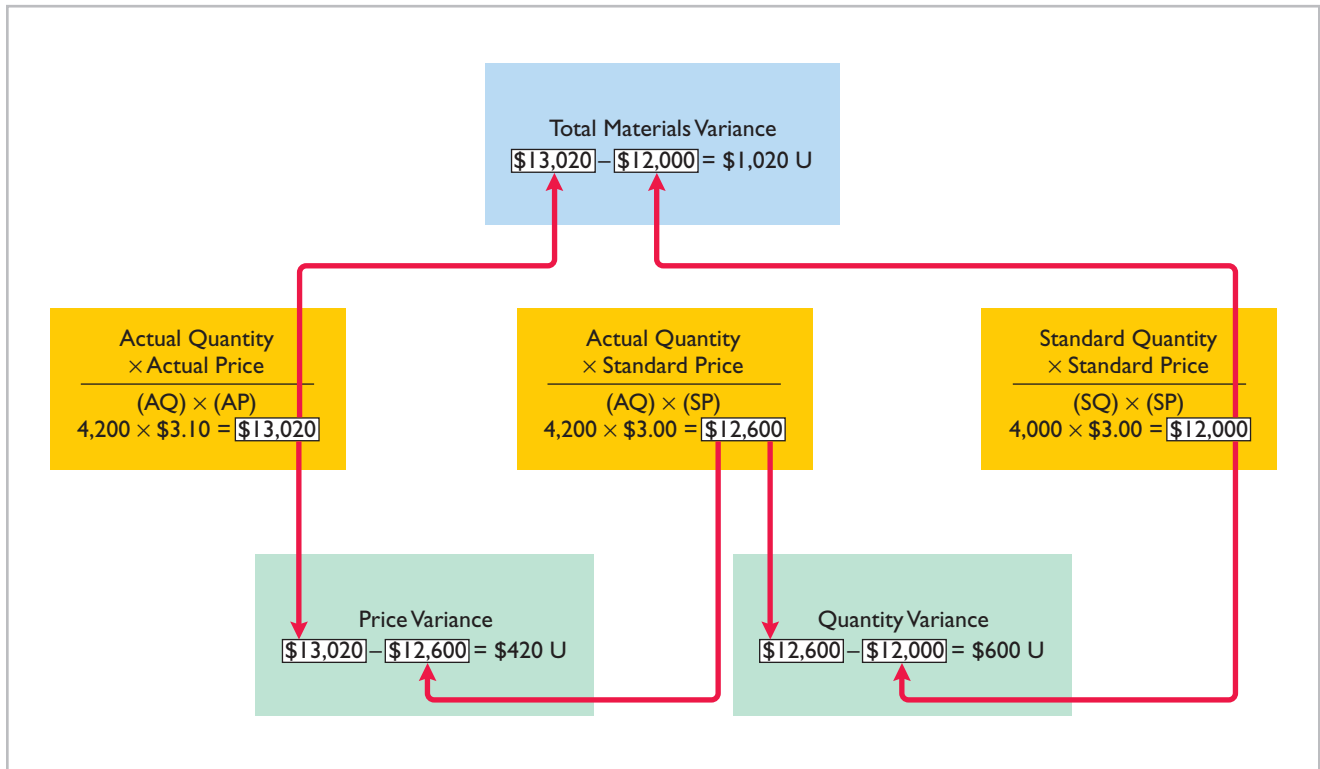 Total Materials Variance
$13,020 – $12,000 = $1,020 U
Actual Quantity
× Actual Price
(AQ) × (AP)
4,200 × $3.10 = $13,020
Actual Quantity
× Standard Price
(AQ) × (SP)
4,200 × $3.00 = $12,600
Standard Quantity
× Standard Price
(SQ) × (SP)
4,000 × $3.00 = $12,000
Price Variance
$13,020 – $12,600 = $420 U
Quantity Variance
$12,600 – $12,000 = $600 U